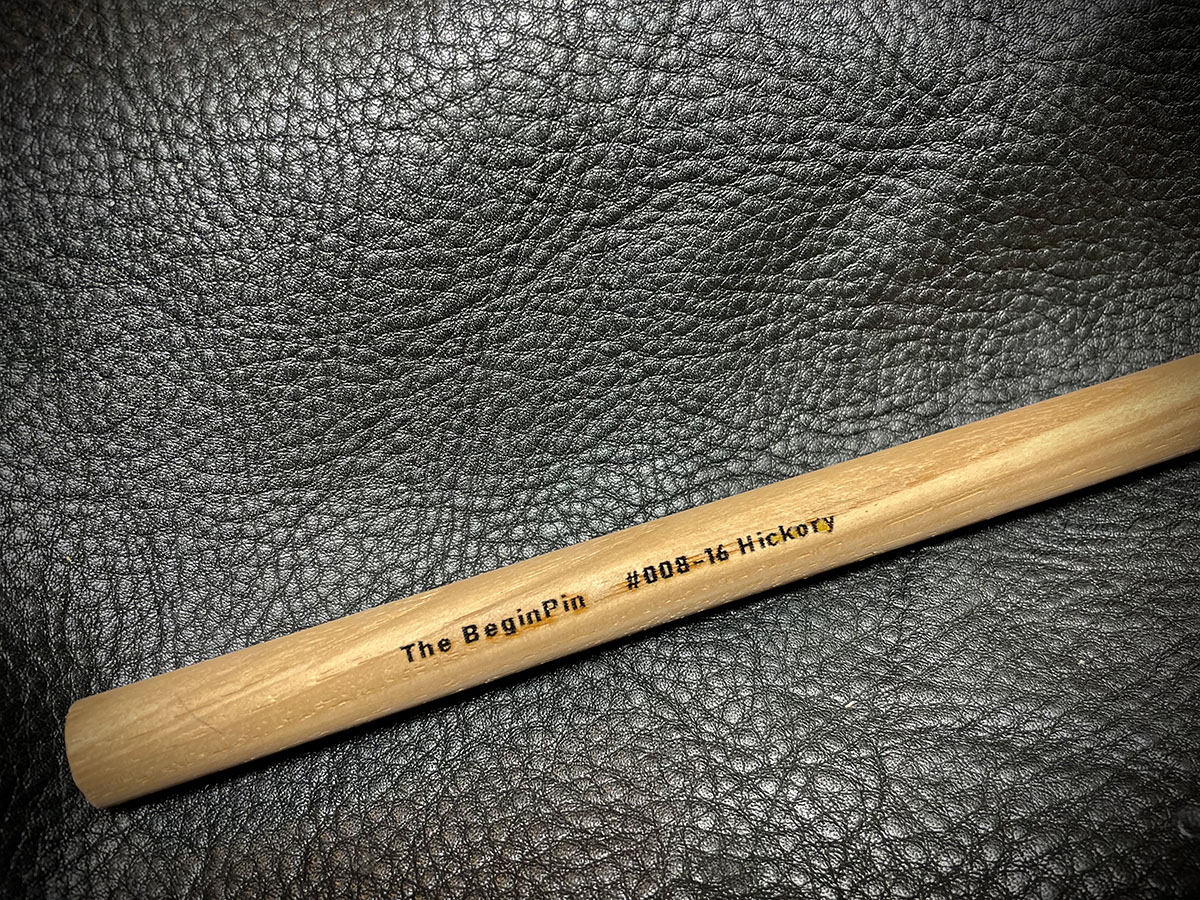 The BeginPin #008-16 Hickory